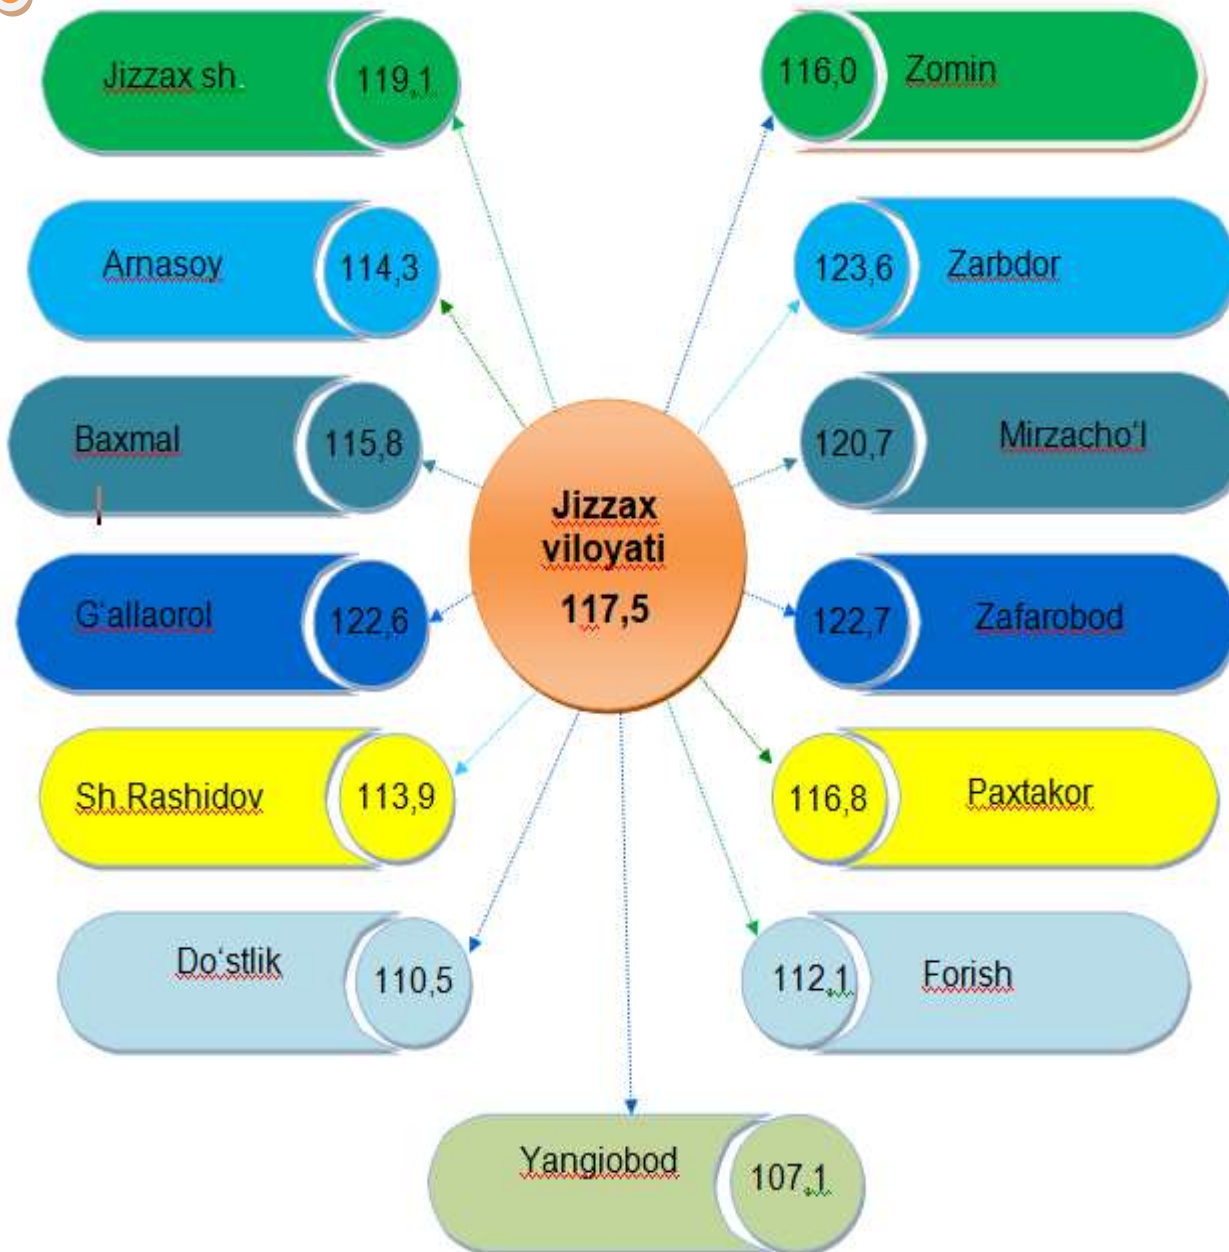 Jizzax sh.
119,1
116,0
Zomin
Arnasoy
114,3
123,6
Zarbdor
Baxmal
115,8
120,7
Mirzacho‘l
Jizzax
viloyati
117,5
G‘allaorol
122,6
122,7
Zafarobod
Sh.Rashidov
113,9
116,8
Paxtakor
Do‘stlik
110,5
112,1
Forish
Yangiobod
107,1